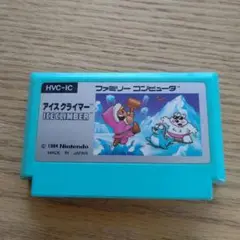 HVC-IC
ファミリー コンピュータ
アイスクライマー
ICE CLIMBER
© 1984 Nintendo
MADE IN JAPAN